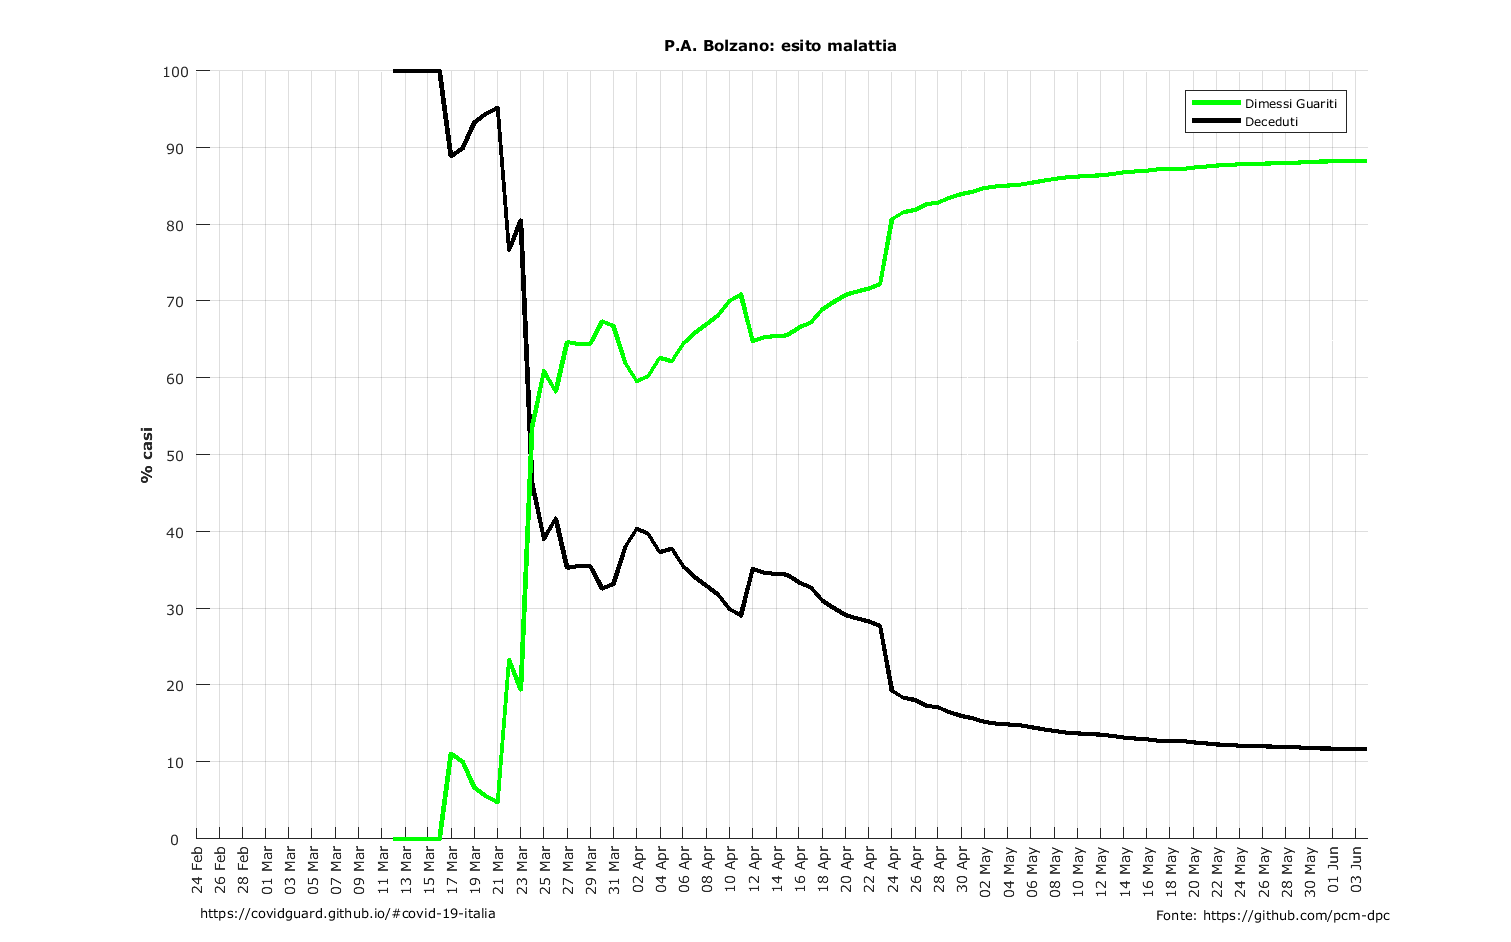 P.A. Bolzano: esito malattia
100
90
80
70
60
50
40
30
20
10
0
% casi
Dimessi Guariti
Deceduti
24 Feb
26 Feb
28 Feb
01 Mar
03 Mar
05 Mar
07 Mar
09 Mar
11 Mar
13 Mar
15 Mar
17 Mar
19 Mar
21 Mar
23 Mar
25 Mar
27 Mar
29 Mar
31 Mar
02 Apr
04 Apr
06 Apr
08 Apr
10 Apr
12 Apr
14 Apr
16 Apr
18 Apr
20 Apr
22 Apr
24 Apr
26 Apr
28 Apr
30 Apr
02 May
04 May
06 May
08 May
10 May
12 May
14 May
16 May
18 May
20 May
22 May
24 May
26 May
28 May
30 May
01 Jun
03 Jun
https://covidguard.github.io/#covid-19-italia
Fonte: https://github.com/pcm-dpc